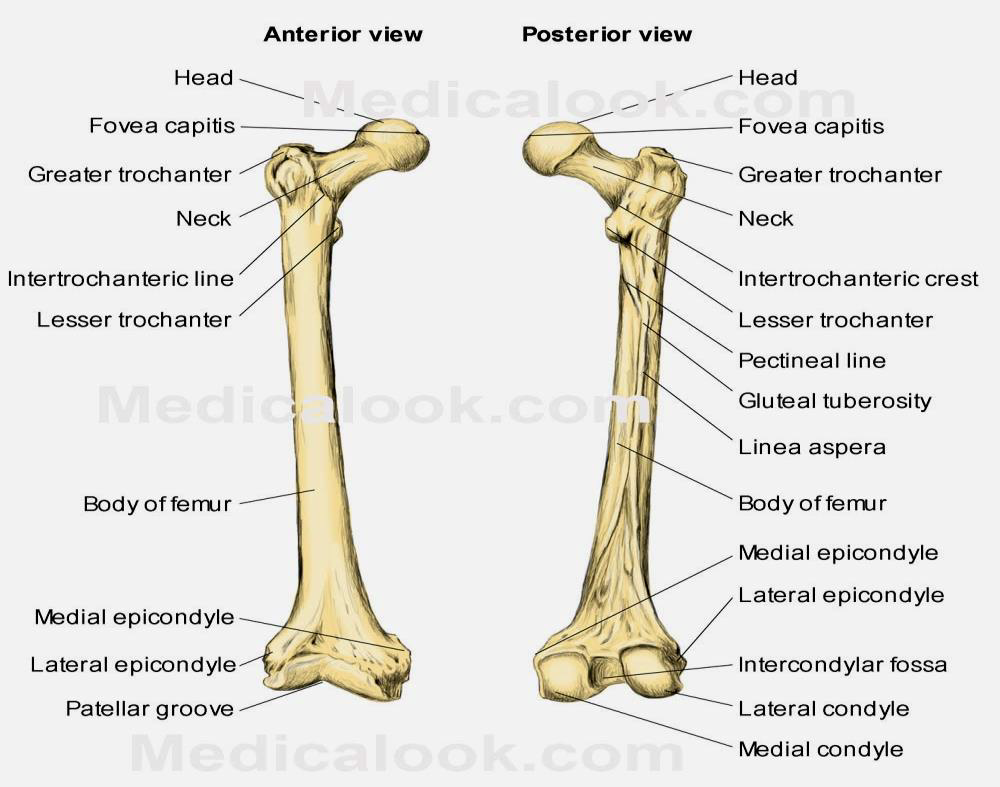 Anterior view
Posterior view
Medicalook.com
Head
Fovea capitis
Greater trochanter
Neck
Intertrochanteric line
Lesser trochanter
Medicalook.com
Body of femur
Medial epicondyle
Lateral epicondyle
Patellar groove
Head
Fovea capitis
Greater trochanter
Neck
Intertrochanteric crest
Lesser trochanter
Pectineal line
Gluteal tuberosity
Linea aspera
Body of femur
Medial epicondyle
Lateral epicondyle
Intercondylar fossa
Lateral condyle
Medial condyle
Medicalook.com